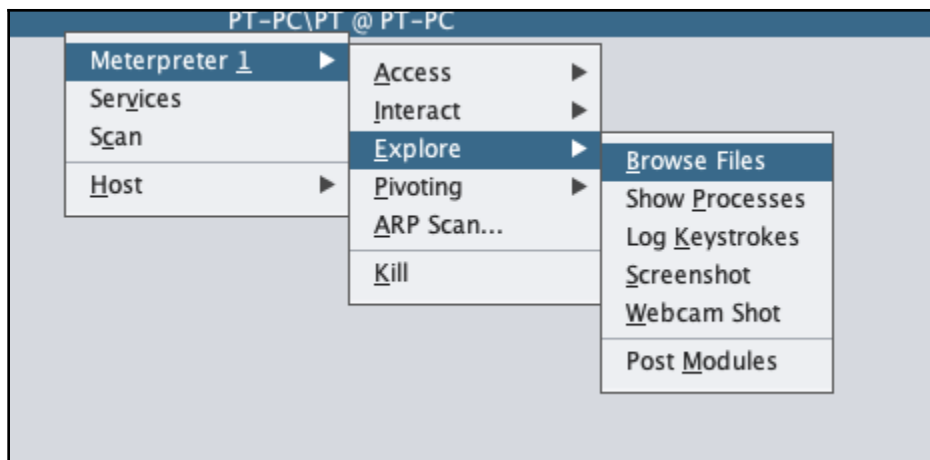 PT-PC\PT @ PT-PC
Meterpreter 1
Services
Scan
Host
Access
Interact
Explore
Pivoting
ARP Scan...
Kill
Browse Files
Show Processes
Log Keystrokes
Screenshot
Webcam Shot
Post Modules